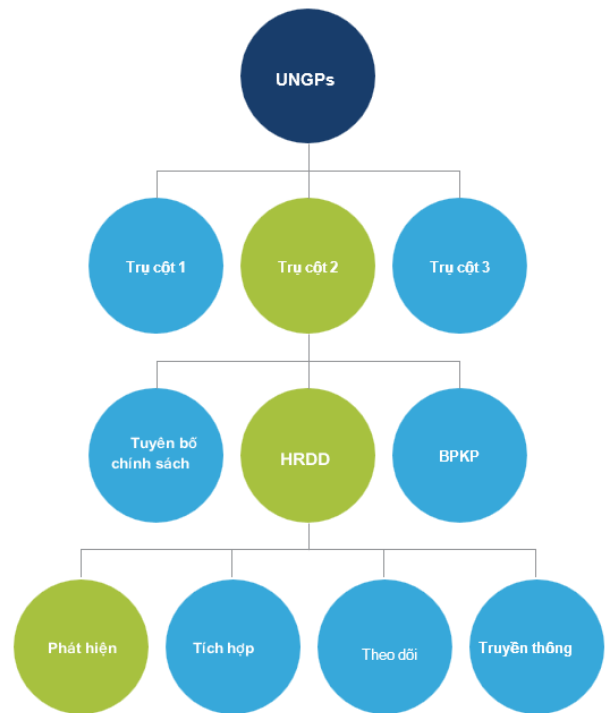 UNGPs
Trụ cột 1
Trụ cột 2
Trụ cột 3
Tuyên bố
chính sách
HRDD
BPKP
Phát hiện
Tích hợp
Theo dõi
Truyền thông